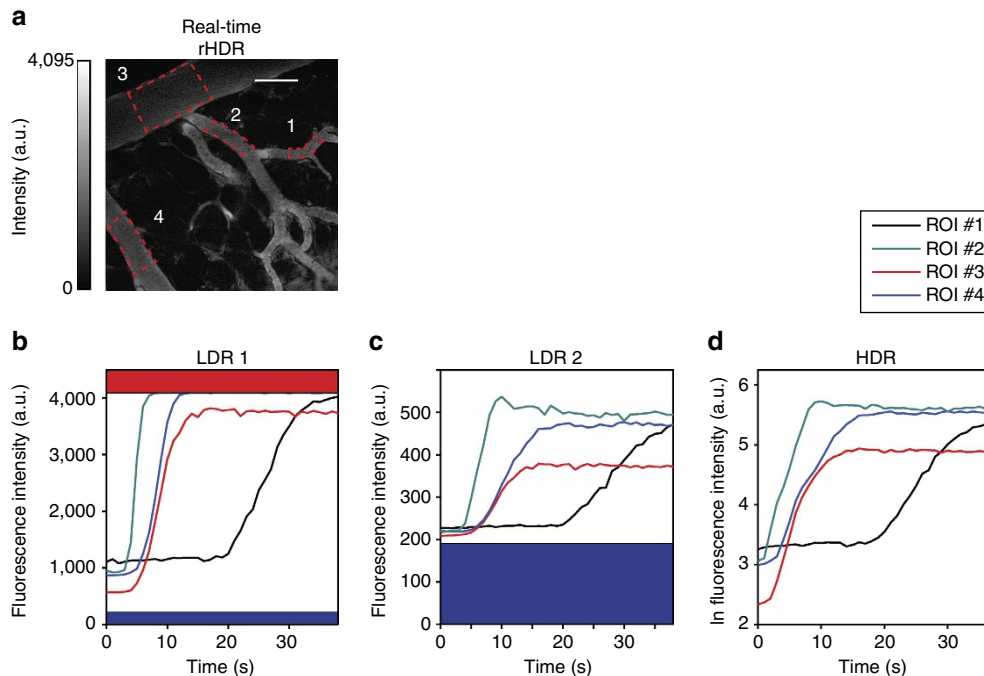 a
Real-time
rHDR
4,095
Intensity (a.u.)
0
3
2
1
4
ROI #1
ROI #2
ROI #3
ROI #4
b
LDR 1
Fluorescence intensity (a.u.)
4,000
3,000
2,000
1,000
0
0 10 20 30
Time (s)
c
LDR 2
Fluorescence intensity (a.u.)
500
400
300
200
100
0
0 10 20 30
Time (s)
d
HDR
ln fluorescence intensity (a.u.)
6
5
4
3
2
0 10 20 30
Time (s)